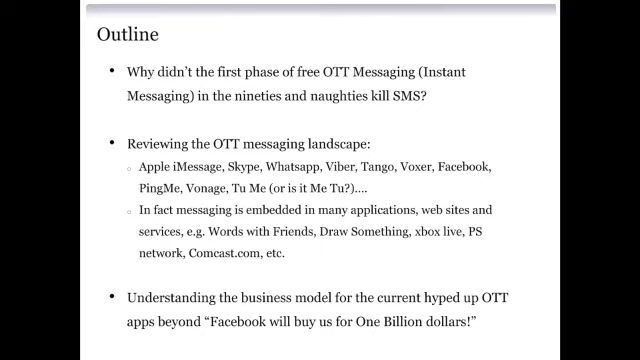 Outline
• Why didn't the first phase of free OTT Messaging (Instant
Messaging) in the nineties and naughties kill SMS?
• Reviewing the OTT messaging landscape:
o Apple iMessage, Skype, Whatsapp, Viber, Tango, Voxer, Facebook,
PingMe, Vonage, Tu Me (or is it Me Tu?)....
o In fact messaging is embedded in many applications, web sites and
services, e.g. Words with Friends, Draw Something, xbox live, PS
network, Comcast.com, etc.
• Understanding the business model for the current hyped up OTT
apps beyond “Facebook will buy us for One Billion dollars!”